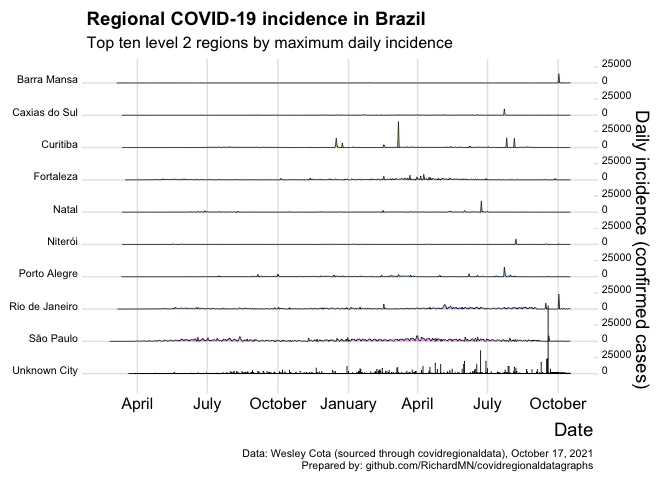 Regional COVID-19 incidence in Brazil
Top ten level 2 regions by maximum daily incidence
Barra Mansa
25000
0
Caxias do Sul
25000
0
Curitiba
25000
0
Fortaleza
25000
0
Natal
25000
0
Niterói
25000
0
Porto Alegre
25000
0
Rio de Janeiro
25000
0
São Paulo
25000
0
Unknown City
25000
0
Daily incidence (confirmed cases)
April July October January April July October
Date
Data: Wesley Cota (sourced through covidregionaldata), October 17, 2021
Prepared by: github.com/RichardMN/covidregionaldatagraphs